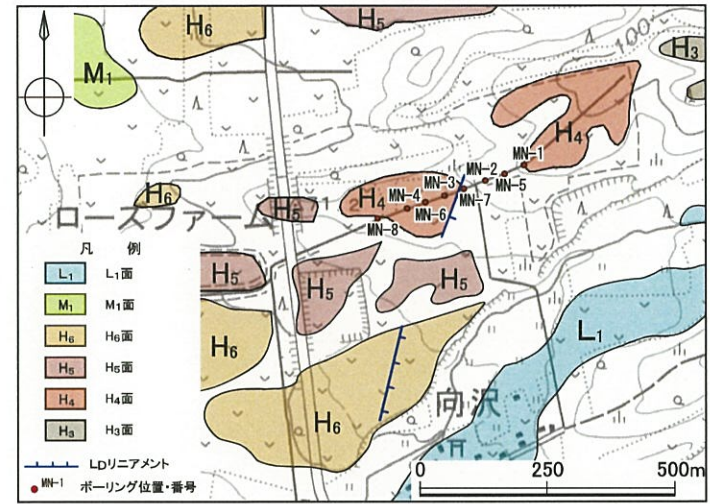 H₆
H₅
M₁
100
H₃
H₄
MN-1
MN-2
MN-5
MN-3
MN-7
H₄
2
MN-4
MN-6
MN-8
H₆
H₅
1
ローズファーム
H₅
H₅
H₅
H₆
H₆
L₁
向沢
凡 例
L₁ L₁面
M₁ M₁面
H₆ H₆面
H₅ H₅面
H₄ H₄面
H₃ H₃面
LDリニアメント
MN-1 ボーリング位置・番号
0 250 500m